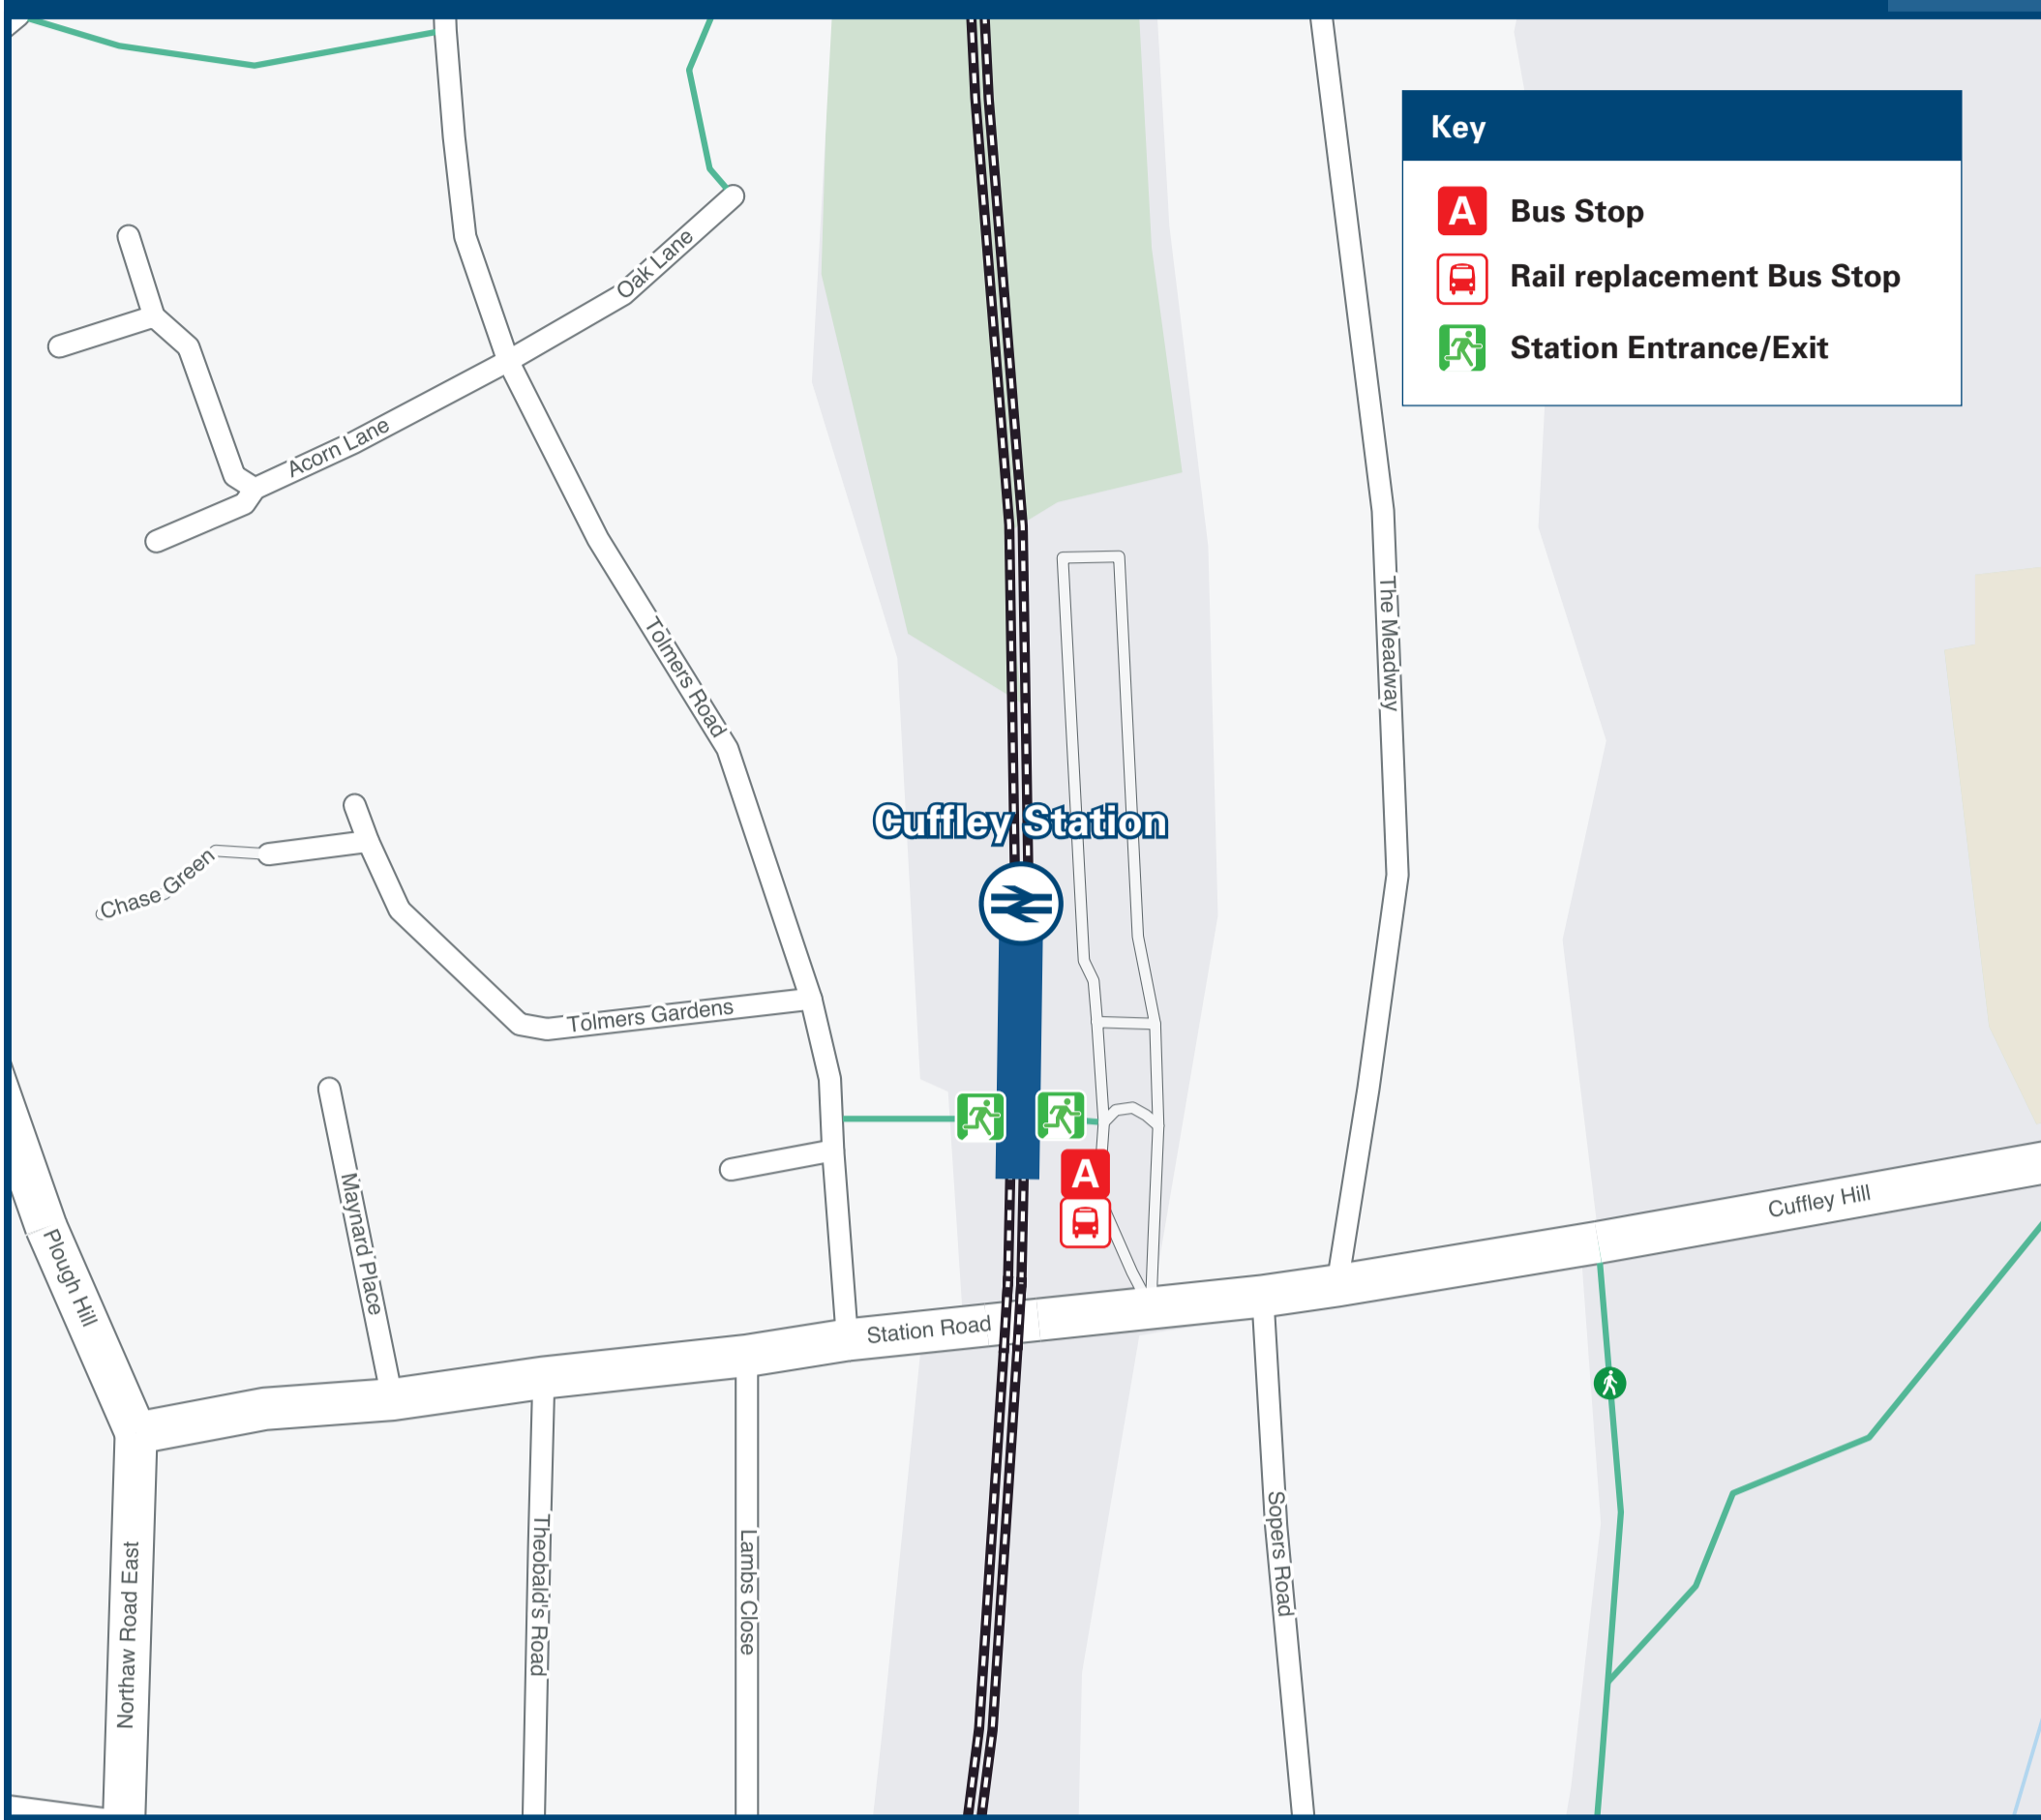 Key
A
Bus Stop
Rail replacement Bus Stop
Station Entrance/Exit
Oak Lane
Acorn Lane
Tolmers Road
The Meadway
Cuffley Station
Chase Green
Tolmers Gardens
A
Maynard Place
Plough Hill
Cuffley Hill
Station Road
Northaw Road East
Theobald's Road
Lambs Close
Sopers Road